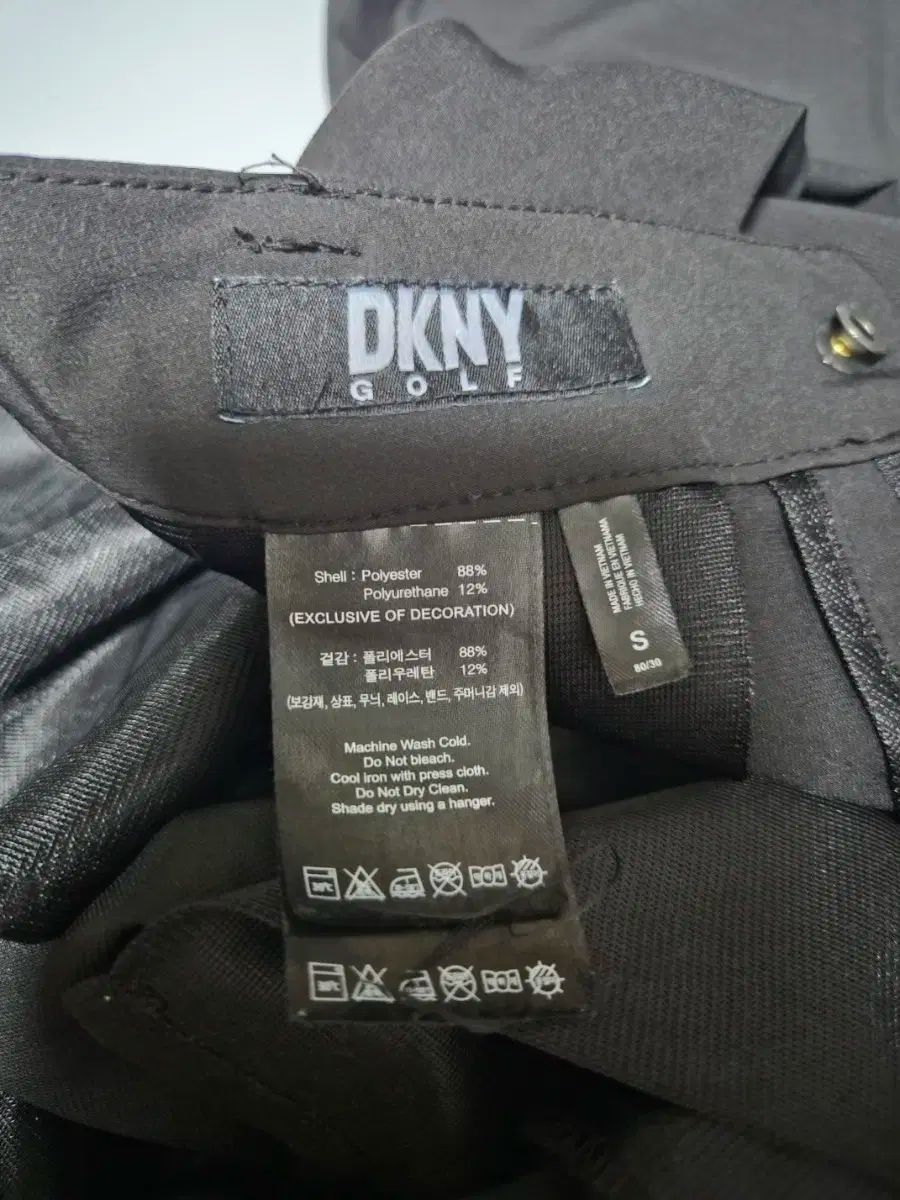 DKNY
GOLF
Shell : Polyester 88%
Polyurethane 12%
(EXCLUSIVE OF DECORATION)
겉감 : 폴리에스터 88%
폴리우레탄 12%
(보강재, 상표, 무늬, 레이스, 밴드, 주머니감 제외)
Machine Wash Cold.
Do Not bleach.
Cool iron with press cloth.
Do Not Dry Clean.
Shade dry using a hanger.
MADE IN VIETNAM
FABRIQUE EN VIETNAM
HECHO IN VIETNAM
S
80/30